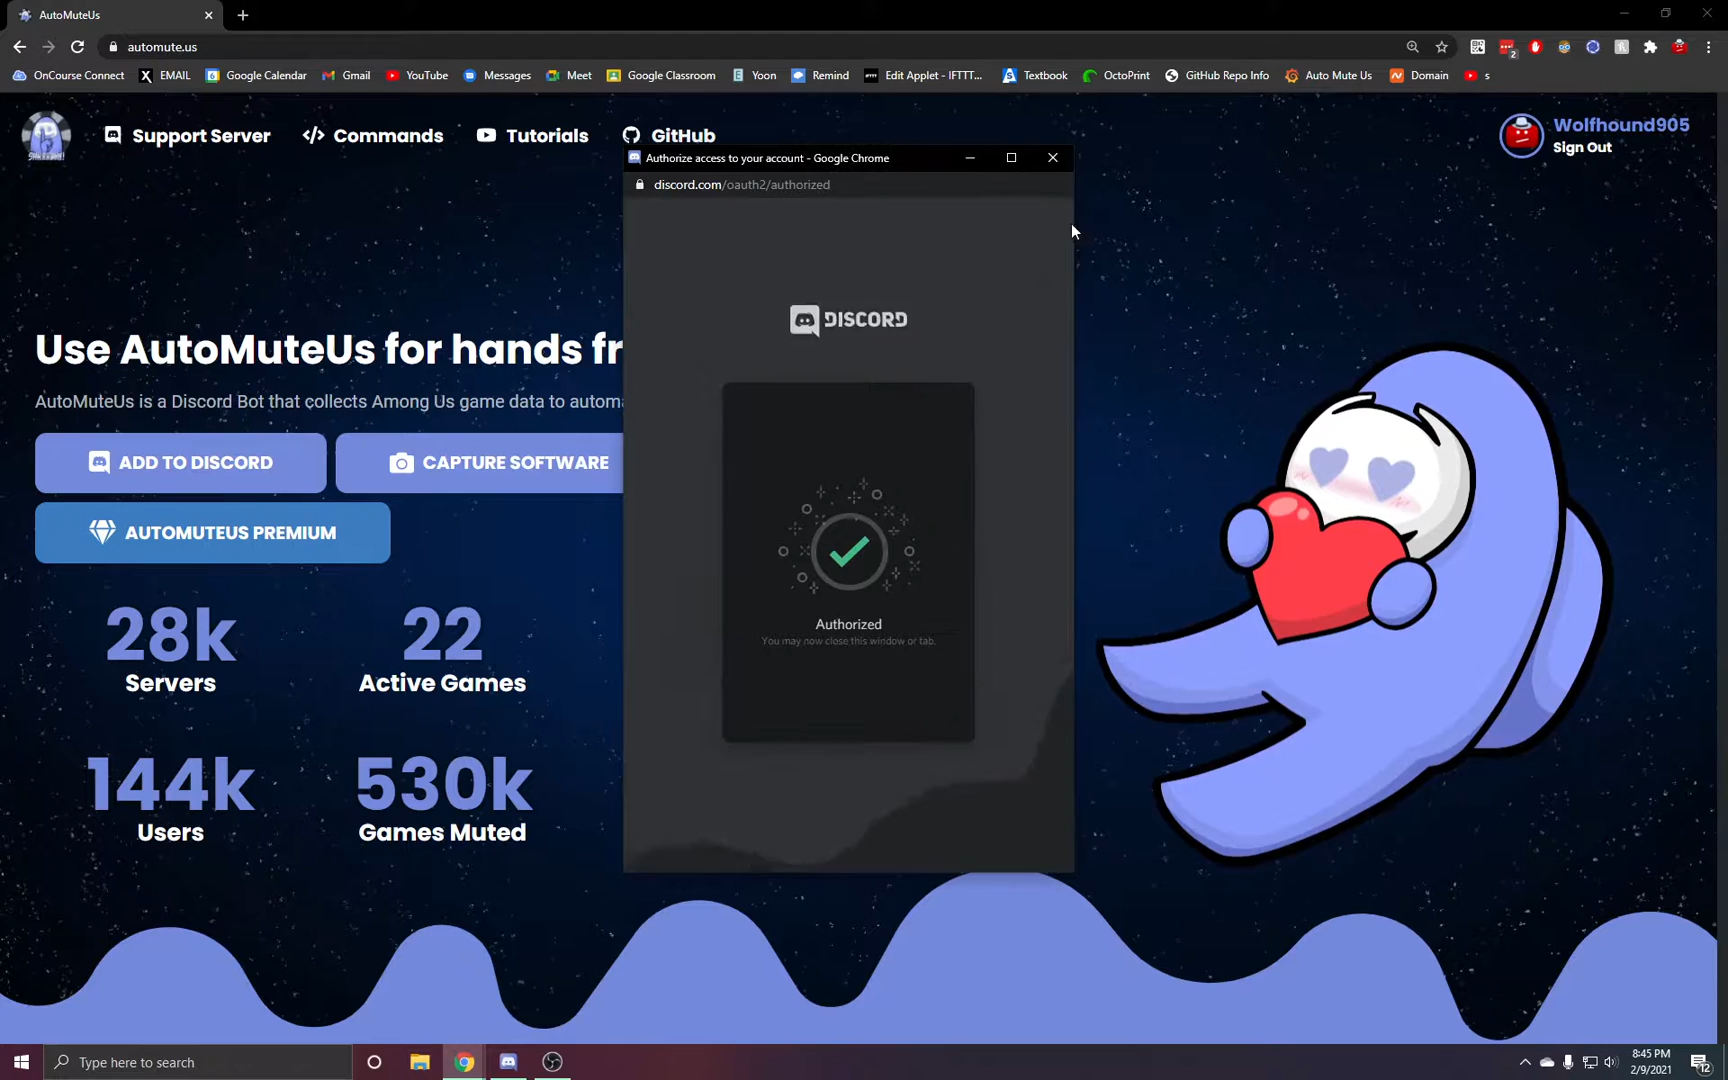 AutoMuteUs
automute.us
2
OnCourse Connect
EMAIL
Google Calendar
Gmail
YouTube
Messages
Meet
Google Classroom
Yoon
Remind
Edit Applet - IFTTT...
Textbook
OctoPrint
GitHub Repo Info
Auto Mute Us
Domain
s
Support Server
Commands
Tutorials
GitHub
Wolfhound905
Sign Out
Authorize access to your account - Google Chrome
discord.com/oauth2/authorized
DISCORD
Use AutoMuteUs for hands fr
AutoMuteUs is a Discord Bot that collects Among Us game data to autom
ADD TO DISCORD
CAPTURE SOFTWARE
AUTOMUTEUS PREMIUM
Authorized
You may now close this window or tab.
28k
Servers
22
Active Games
144k
Users
530k
Games Muted
Type here to search
8:45 PM
2/9/2021
12